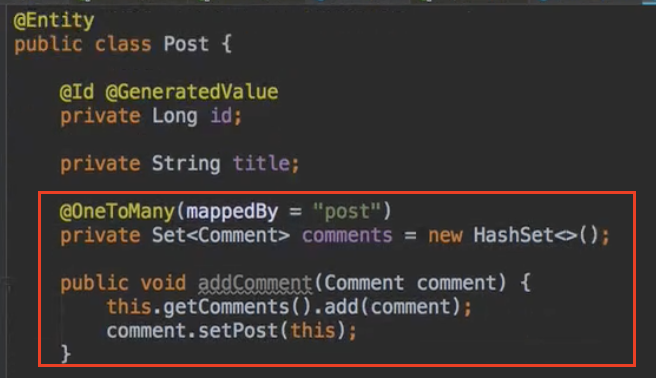 @Entity
public class Post {
@Id @GeneratedValue
private Long id;
private String title;
@OneToMany(mappedBy = "post")
private Set<Comment> comments = new HashSet<>();
public void addComment(Comment comment) {
this.getComments().add(comment);
comment.setPost(this);
}